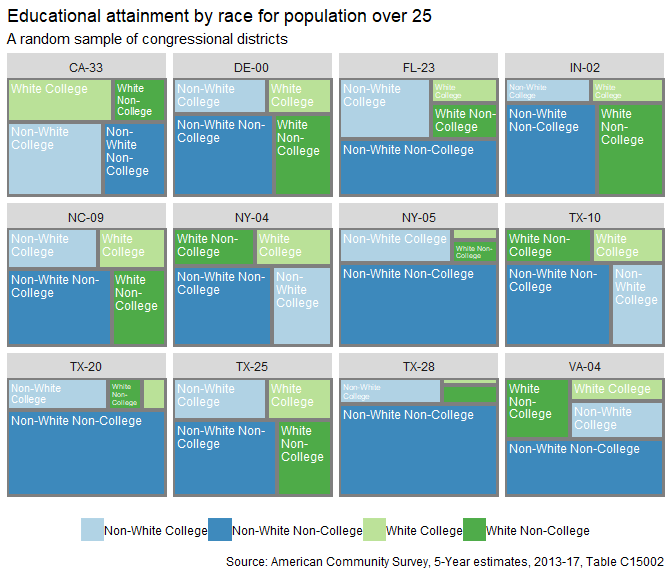 Educational attainment by race for population over 25
A random sample of congressional districts
CA-33
White College
White
Non-
College
Non-White
College
Non-
White
Non-
College
DE-00
Non-White
College
White
College
Non-White Non-
College
White
Non-
College
FL-23
Non-White
College
White
College
White Non-
College
Non-White Non-College
IN-02
Non-White
College
White
College
Non-White
Non-College
White
Non-
College
NC-09
Non-White
College
White
College
Non-White Non-
College
White
Non-
College
NY-04
White Non-
College
White
College
Non-White Non-
College
Non-
White
College
NY-05
Non-White College
White Non-
College
Non-White Non-College
TX-10
White Non-
College
White
College
Non-White Non-
College
Non-
White
College
TX-20
Non-White
College
White
Non-
College
Non-White Non-College
TX-25
Non-White
College
White
College
Non-White Non-
College
White
Non-
College
TX-28
Non-White
College
Non-White Non-College
VA-04
White
Non-
College
White College
Non-White
College
Non-White Non-College
Non-White College Non-White Non-College White College White Non-College
Source: American Community Survey, 5-Year estimates, 2013-17, Table C15002